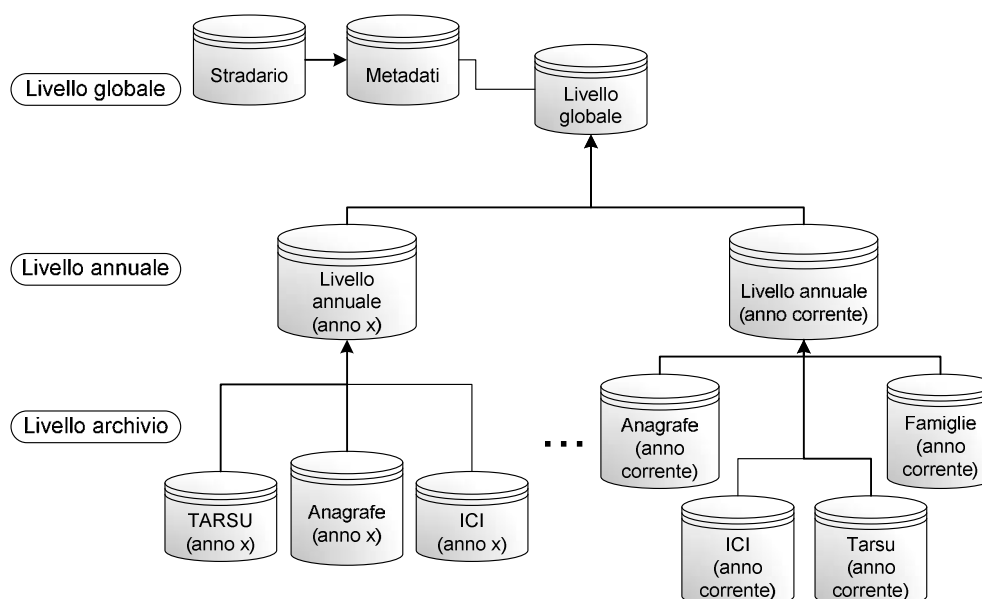 Livello globale
Stradario
Metadati
Livello
globale
Livello annuale
Livello
annuale
(anno x)
Livello annuale
(anno corrente)
Livello archivio
TARSU
(anno x)
Anagrafe
(anno x)
ICI
(anno x)
...
Anagrafe
(anno
corrente)
Famiglie
(anno
corrente)
ICI
(anno
corrente)
Tarsu
(anno
corrente)